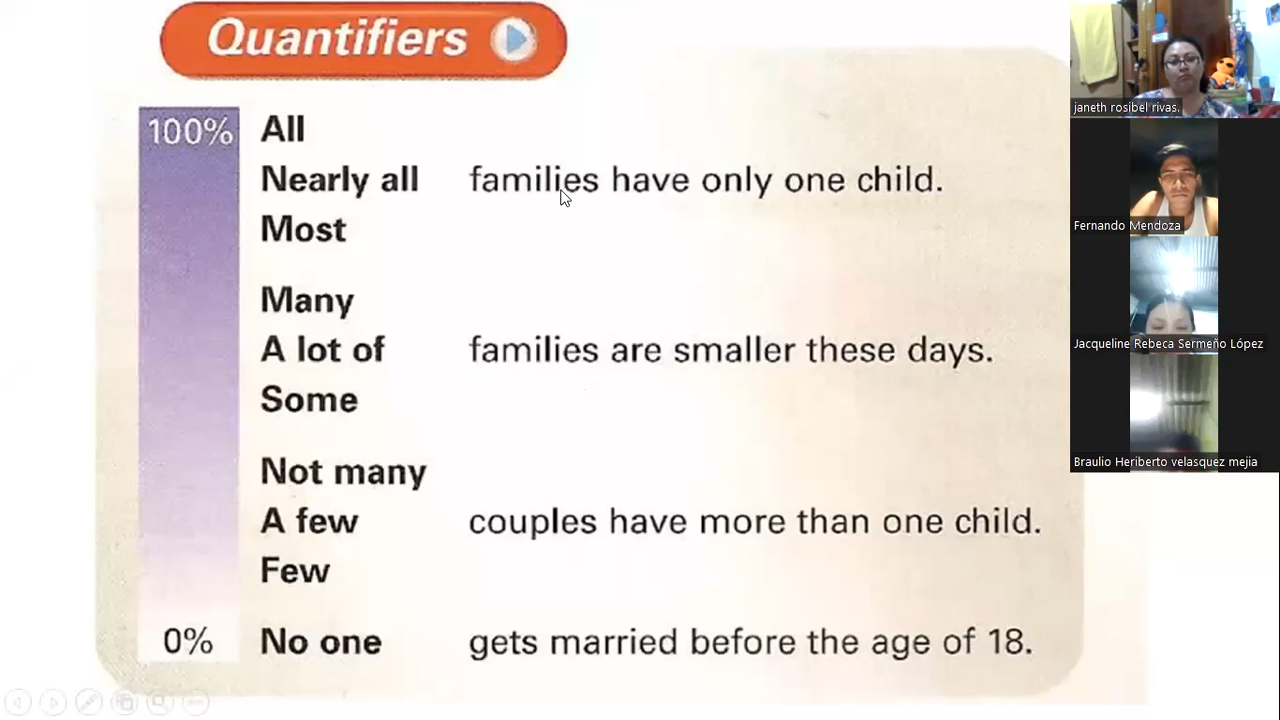 Quantifiers
100% All
Nearly all families have only one child.
Most
Many
A lot of families are smaller these days.
Some
Not many
A few couples have more than one child.
Few
0% No one gets married before the age of 18.
janeth rosibel rivas.
Fernando Mendoza
Jacqueline Rebeca Sermeño López
Braulio Heriberto velasquez mejia